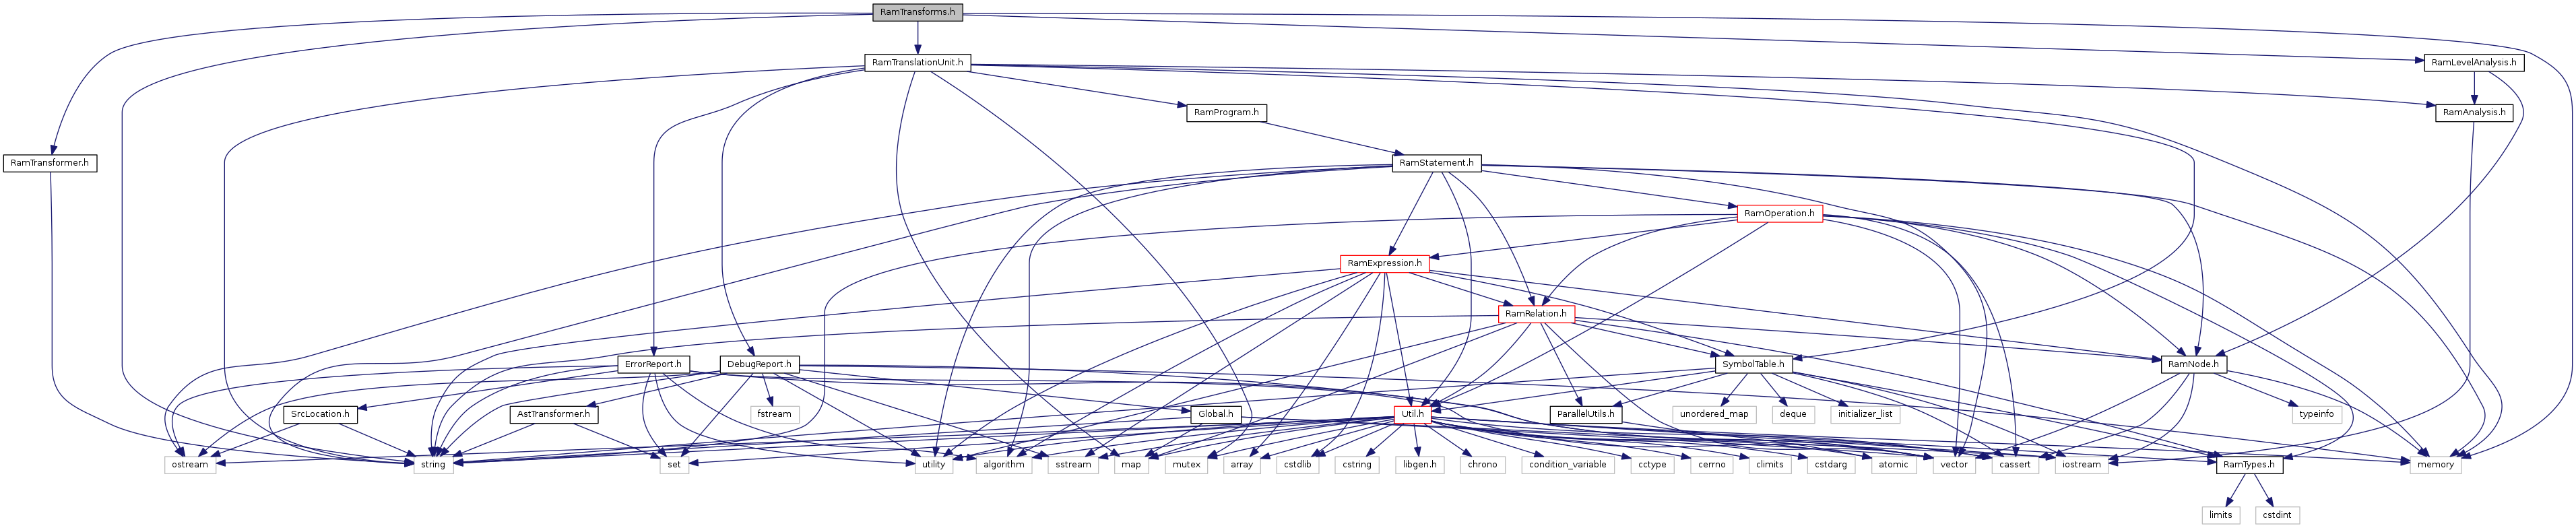 RamTransforms.h
RamTranslationUnit.h
RamLevelAnalysis.h
RamProgram.h
RamAnalysis.h
RamTransformer.h
RamStatement.h
RamOperation.h
RamExpression.h
RamRelation.h
ErrorReport.h
DebugReport.h
SymbolTable.h
RamNode.h
SrcLocation.h
AstTransformer.h
fstream
Global.h
Util.h
ParallelUtils.h
unordered_map
deque
initializer_list
typeinfo
ostream
string
set
utility
algorithm
sstream
map
mutex
array
cstdlib
cstring
libgen.h
chrono
condition_variable
cctype
cerrno
climits
cstdarg
atomic
vector
cassert
iostream
RamTypes.h
memory
limits
cstdint